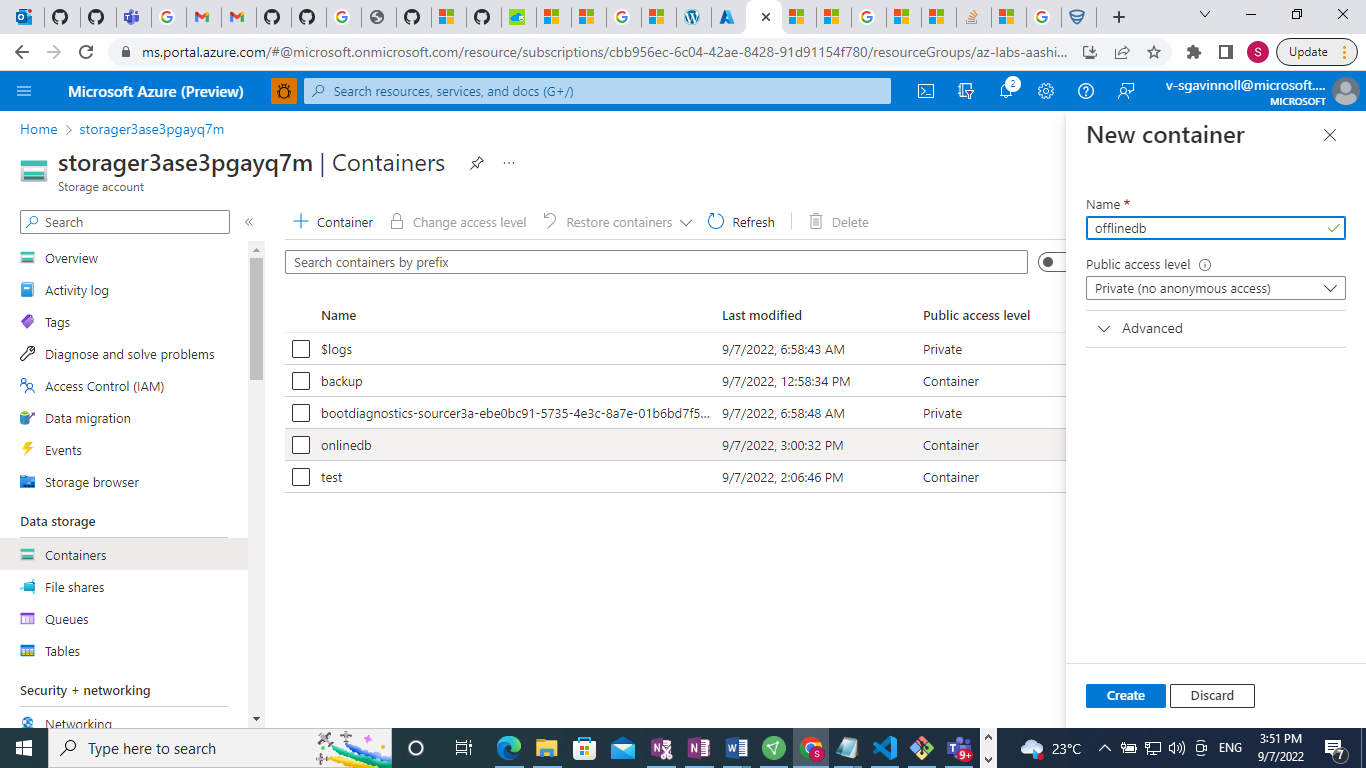 ms.portal.azure.com/#@microsoft.onmicrosoft.com/resource/subscriptions/cbb956ec-6c04-42ae-8428-91d91154f780/resourceGroups/az-labs-aashi...
Update
Microsoft Azure (Preview)
Search resources, services, and docs (G+/)
2
v-sgavinnoll@microsoft....
MICROSOFT
Home > storager3ase3pgayq7m
storager3ase3pgayq7m | Containers
Storage account
Search
Overview
Activity log
Tags
Diagnose and solve problems
Access Control (IAM)
Data migration
Events
Storage browser
Data storage
Containers
File shares
Queues
Tables
Security + networking
Networking
Container
Change access level
Restore containers
Refresh
Delete
Search containers by prefix
Name Last modified Public access level
$logs 9/7/2022, 6:58:43 AM Private
backup 9/7/2022, 12:58:34 PM Container
bootdiagnostics-sourcer3a-ebe0bc91-5735-4e3c-8a7e-01b6bd7f5... 9/7/2022, 6:58:48 AM Private
onlinedb 9/7/2022, 3:00:32 PM Container
test 9/7/2022, 2:06:46 PM Container
New container
Name *
offlinedb
Public access level
Private (no anonymous access)
Advanced
Create
Discard
Type here to search
9+
23°C
ENG
3:51 PM
9/7/2022
7